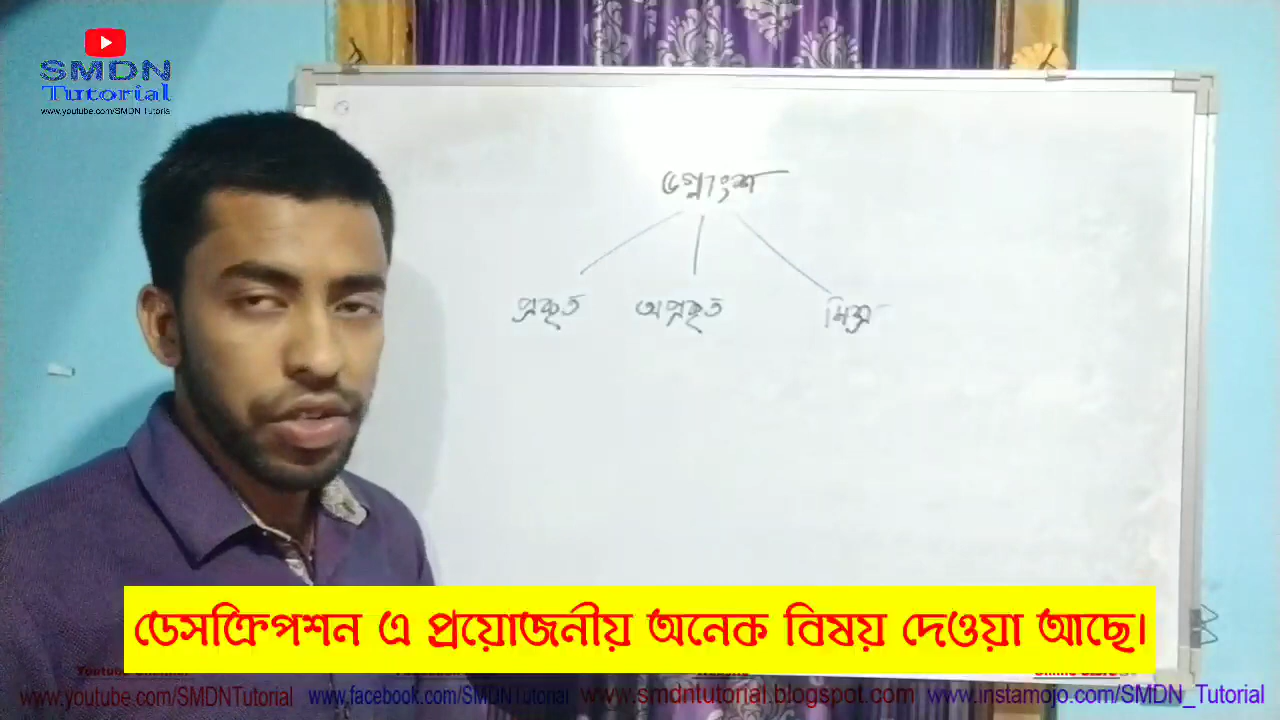 SMDN
Tutorial
www.youtube.com/SMDN Tutorial
ভগ্নাংশ
প্রকৃত অপ্রকৃত মিশ্র
ডেসক্রিপশন এ প্রয়োজনীয় অনেক বিষয় দেওয়া আছে।
www.youtube.com/SMDNTutorial www.facebook.com/SMDNTutorial www.smdntutorial.blogspot.com www.instamojo.com/SMDN_Tutorial